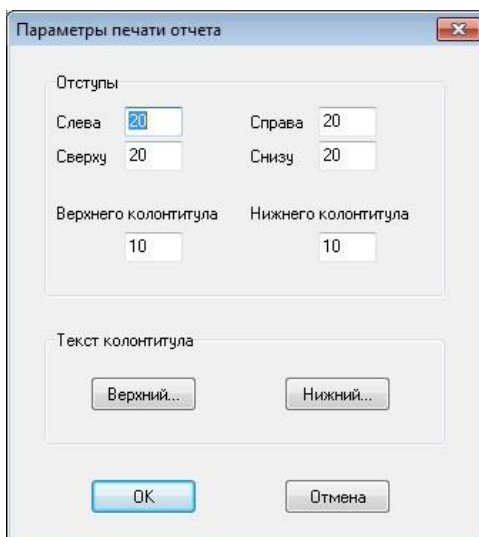 Параметры печати отчета
Отступы
Слева 20 Справа 20
Сверху 20 Снизу 20
Верхнего колонтитула Нижнего колонтитула
10 10
Текст колонтитула
Верхний... Нижний...
OK Отмена